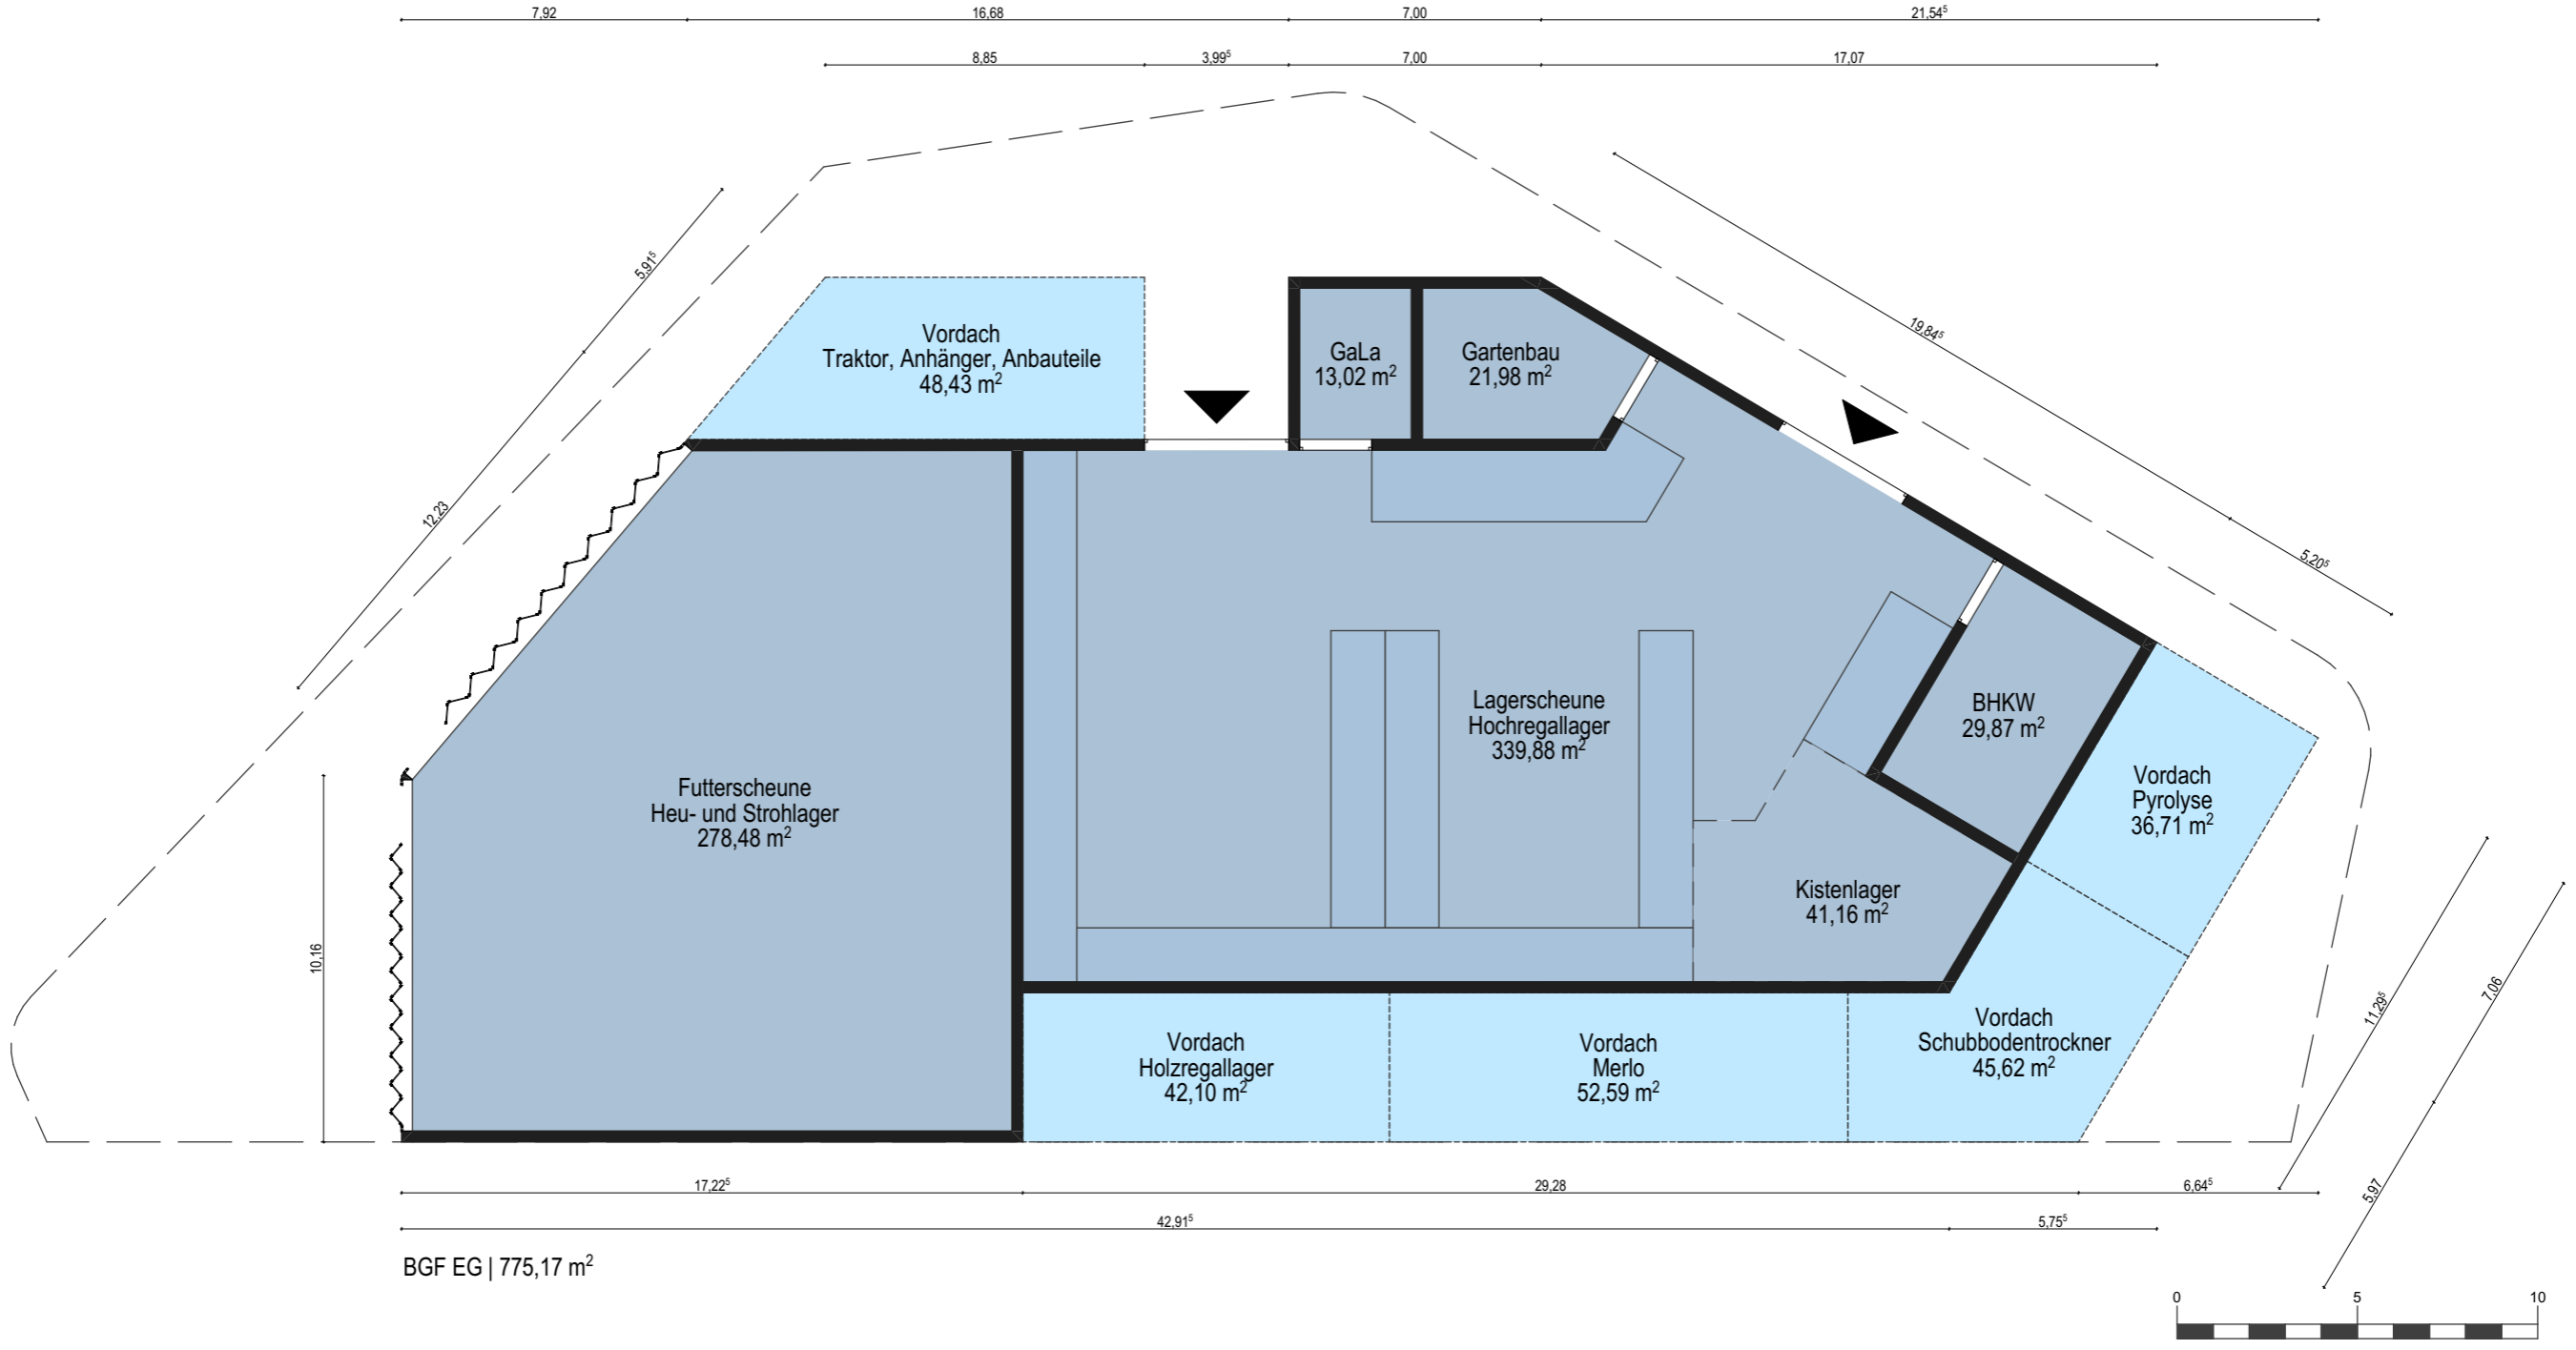 7,92 16,68 7,00 21,54⁵
8,85 3,99⁵ 7,00 17,07
5,91⁵
19,84⁵
12,23
5,20⁵
Vordach
Traktor, Anhänger, Anbauteile
48,43 m²
GaLa
13,02 m²
Gartenbau
21,98 m²
Lagerscheune
Hochregallager
339,88 m²
BHKW
29,87 m²
Futterscheune
Heu- und Strohlager
278,48 m²
Vordach
Pyrolyse
36,71 m²
Kistenlager
41,16 m²
10,16
Vordach
Holzregallager
42,10 m²
Vordach
Merlo
52,59 m²
Vordach
Schubbodentrockner
45,62 m²
11,29⁵
7,06
5,97
17,22⁵ 29,28 6,64⁵
42,91⁵ 5,75⁵
BGF EG | 775,17 m²
0 5 10